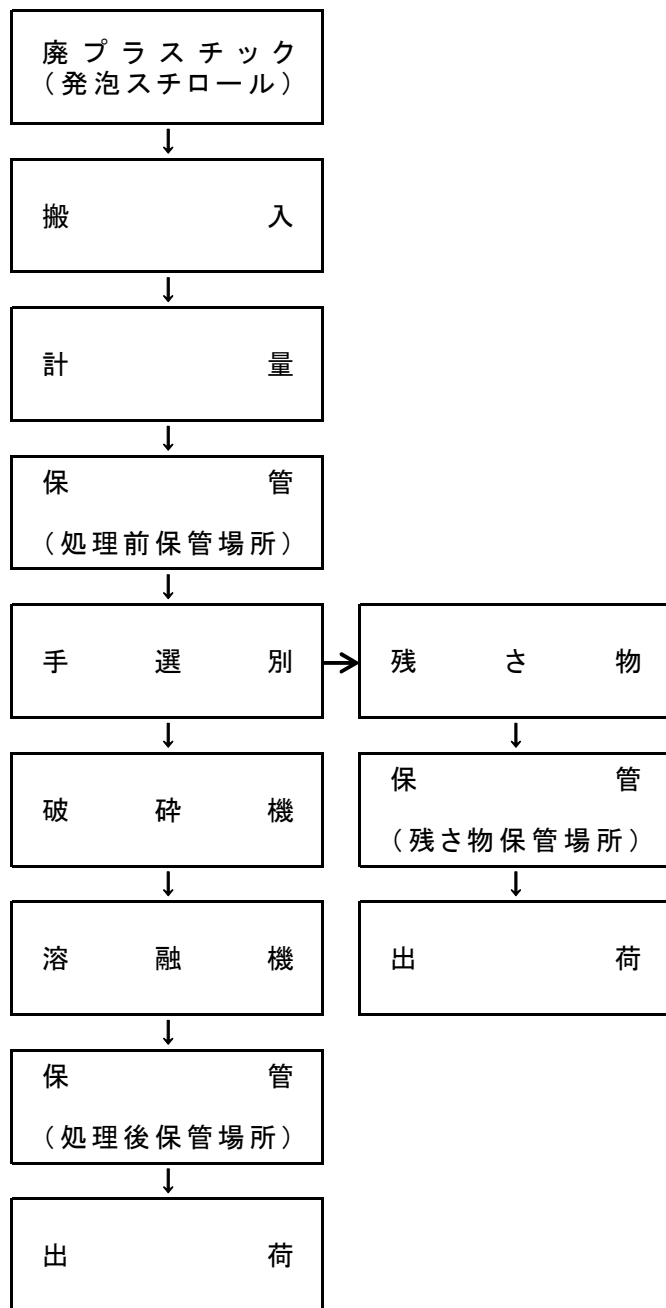 廃プラスチック
（発泡スチロール）
↓
搬入
↓
計量
↓
保管
（処理前保管場所）
↓
手選別
→
残さ物
↓
↓
破砕機
保管
（残さ物保管場所）
↓
↓
溶融機
出荷
↓
保管
（処理後保管場所）
↓
出荷